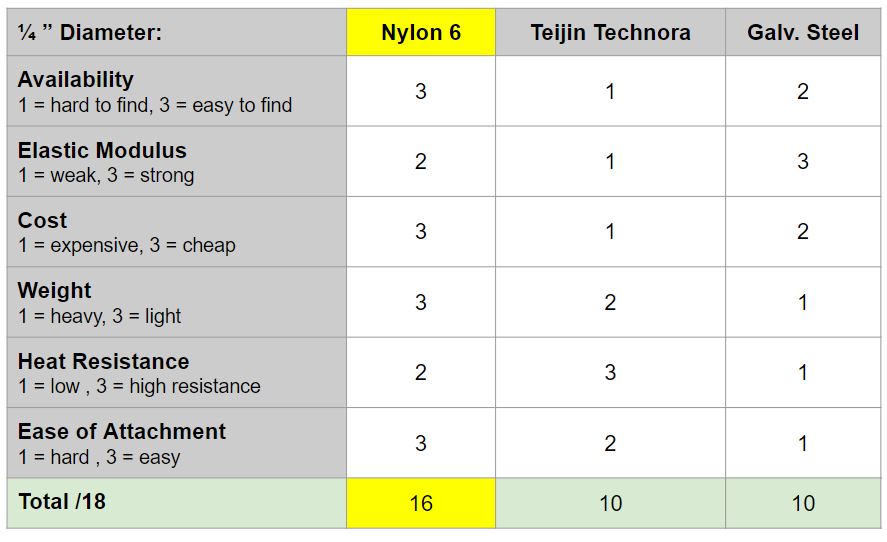 ¼ ” Diameter: Nylon 6 Teijin Technora Galv. Steel
Availability
1 = hard to find, 3 = easy to find 3 1 2
Elastic Modulus
1 = weak, 3 = strong 2 1 3
Cost
1 = expensive, 3 = cheap 3 1 2
Weight
1 = heavy, 3 = light 3 2 1
Heat Resistance
1 = low , 3 = high resistance 2 3 1
Ease of Attachment
1 = hard , 3 = easy 3 2 1
Total /18 16 10 10